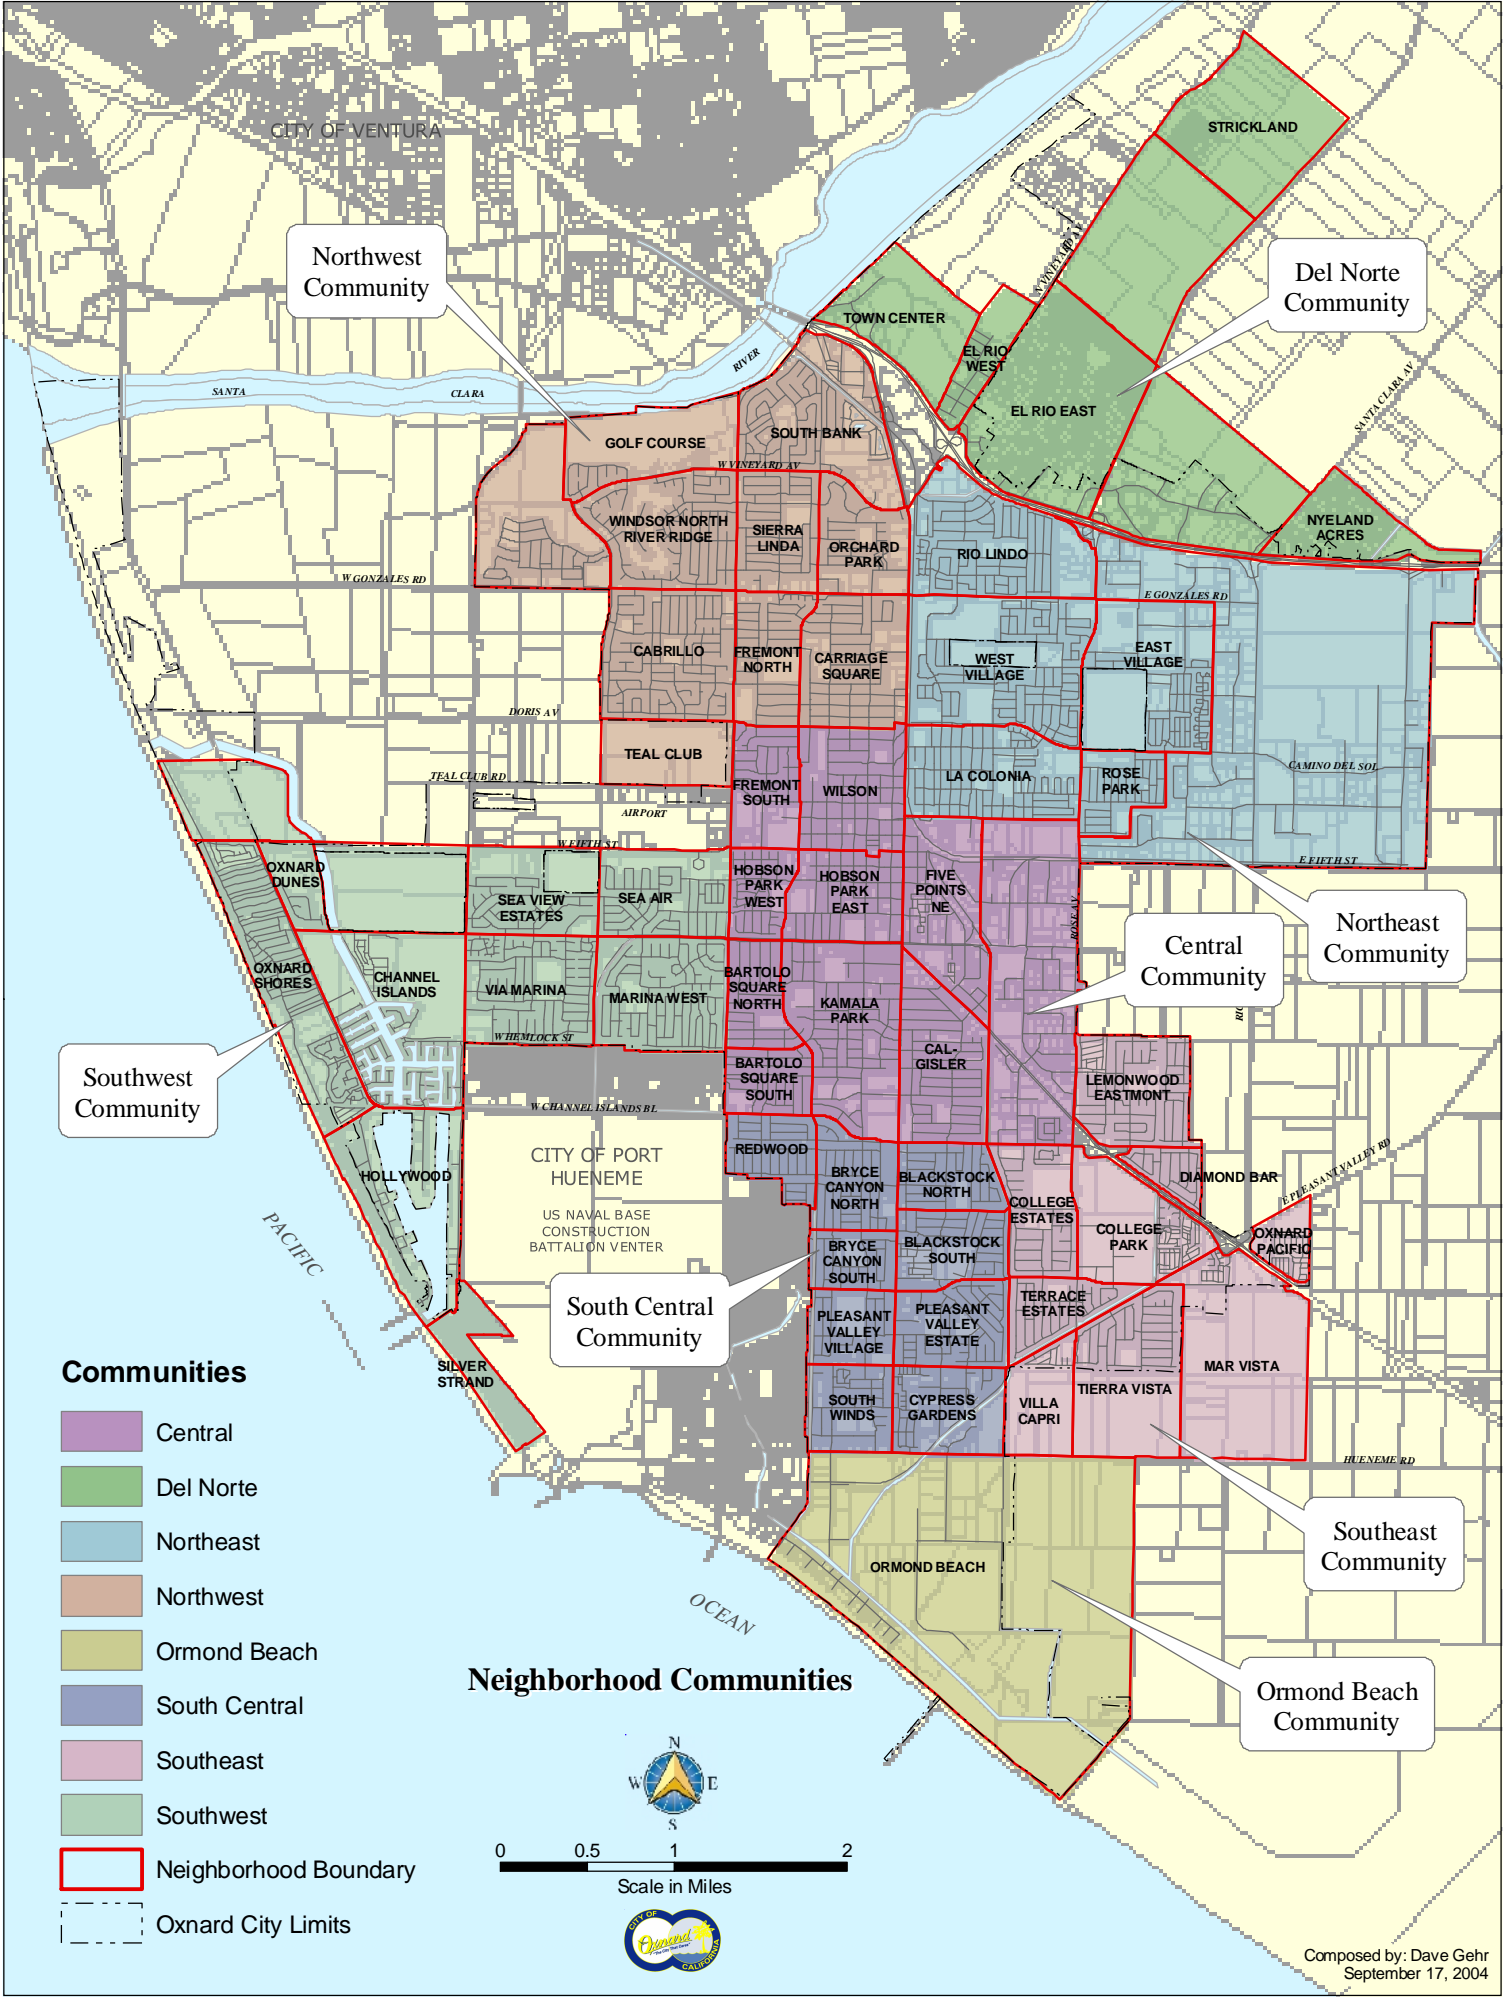 CITY OF VENTURA
STRICKLAND
Northwest
Community
Del Norte
Community
N VINEYARD AV
TOWN CENTER
EL RIO
WEST
EL RIO EAST
RIVER
SANTA
CLARA
SANTA CLARA AV
GOLF COURSE
SOUTH BANK
W VINEYARD AV
WINDSOR NORTH
RIVER RIDGE
SIERRA
LINDA
ORCHARD
PARK
RIO LINDO
NYELAND
ACRES
W GONZALES RD
E GONZALES RD
CABRILLO
FREMONT
NORTH
CARRIAGE
SQUARE
WEST
VILLAGE
EAST
VILLAGE
DORIS AV
TEAL CLUB
TEAL CLUB RD
FREMONT
SOUTH
WILSON
LA COLONIA
ROSE
PARK
CAMINO DEL SOL
AIRPORT
W FIFTH ST
E FIFTH ST
OXNARD
DUNES
SEA VIEW
ESTATES
SEA AIR
HOBSON
PARK
WEST
HOBSON
PARK
EAST
FIVE
POINTS
NE
ROSE AV
Northeast
Community
Central
Community
OXNARD
SHORES
CHANNEL
ISLANDS
VIA MARINA
MARINA WEST
BARTOLO
SQUARE
NORTH
KAMALA
PARK
W HEMLOCK ST
Southwest
Community
BARTOLO
SQUARE
SOUTH
CAL-
GISLER
LEMONWOOD
EASTMONT
W CHANNEL ISLANDS BL
CITY OF PORT
HUENEME
US NAVAL BASE
CONSTRUCTION
BATTALION VENTER
HOLLYWOOD
REDWOOD
BRYCE
CANYON
NORTH
BLACKSTOCK
NORTH
COLLEGE
ESTATES
COLLEGE
PARK
DIAMOND BAR
E PLEASANT VALLEY RD
OXNARD
PACIFIC
BRYCE
CANYON
SOUTH
BLACKSTOCK
SOUTH
PACIFIC
South Central
Community
PLEASANT
VALLEY
VILLAGE
PLEASANT
VALLEY
ESTATE
TERRACE
ESTATES
SILVER
STRAND
SOUTH
WINDS
CYPRESS
GARDENS
VILLA
CAPRI
TIERRA VISTA
MAR VISTA
HUENEME RD
Southeast
Community
ORMOND BEACH
OCEAN
Ormond Beach
Community
Communities
Central
Del Norte
Northeast
Northwest
Ormond Beach
South Central
Southeast
Southwest
Neighborhood Boundary
Oxnard City Limits
Neighborhood Communities
N
W E
S
0 0.5 1 2
Scale in Miles
CITY OF
Oxnard
CALIFORNIA
Composed by: Dave Gehr
September 17, 2004